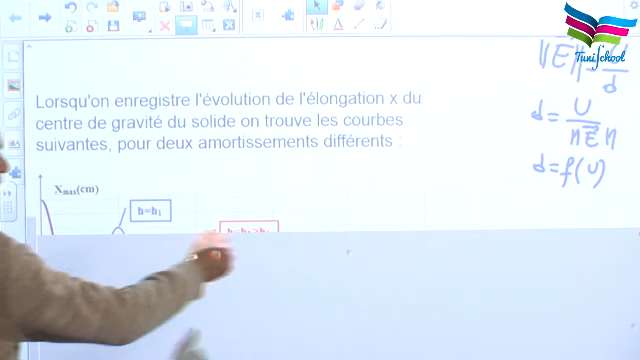 TuniSchool
‖E⃗‖ = U/d
Lorsqu'on enregistre l'évolution de l'élongation x du
centre de gravité du solide on trouve les courbes
suivantes, pour deux amortissements différents :
d = U/‖E⃗‖
d = f(U)
Xmax(cm)
h=h₁